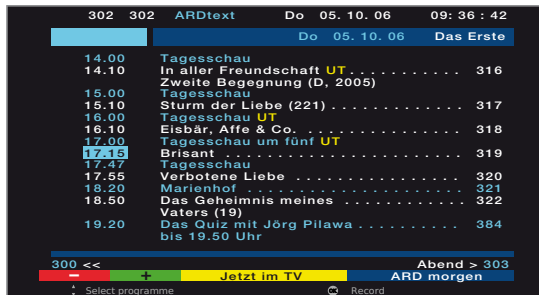 302 302 ARDtext Do 05. 10. 06 09: 36 : 42
Do 05. 10. 06 Das Erste
14.00 Tagesschau
14.10 In aller Freundschaft UT . . . . . . . . . . . 316
Zweite Begegnung (D, 2005)
15.00 Tagesschau
15.10 Sturm der Liebe (221) . . . . . . . . . . . . . 317
16.00 Tagesschau UT
16.10 Eisbär, Affe & Co. . . . . . . . . . . . . . . . 318
17.00 Tagesschau um fünf UT
17.15 Brisant . . . . . . . . . . . . . . . . . . . . 319
17.47 Tagesschau
17.55 Verbotene Liebe . . . . . . . . . . . . . . . . 320
18.20 Marienhof . . . . . . . . . . . . . . . . . . . 321
18.50 Das Geheimnis meines . . . . . . . . . . . 322
Vaters (19)
19.20 Das Quiz mit Jörg Pilawa . . . . . . . . . . 384
bis 19.50 Uhr
300 << Abend > 303
− + Jetzt im TV ARD morgen
Select programme Record